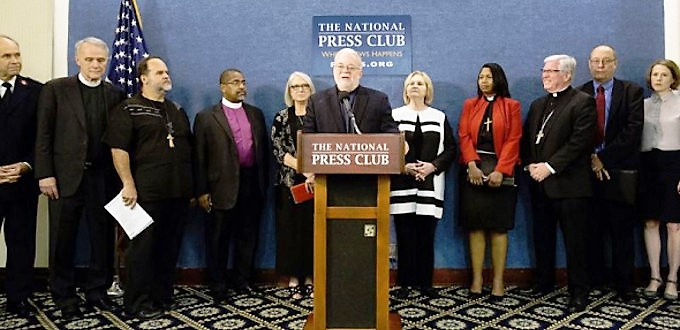 THE NATIONAL
PRESS CLUB
WHERE NEWS HAPPENS
THE NATIONAL
PRESS CLUB